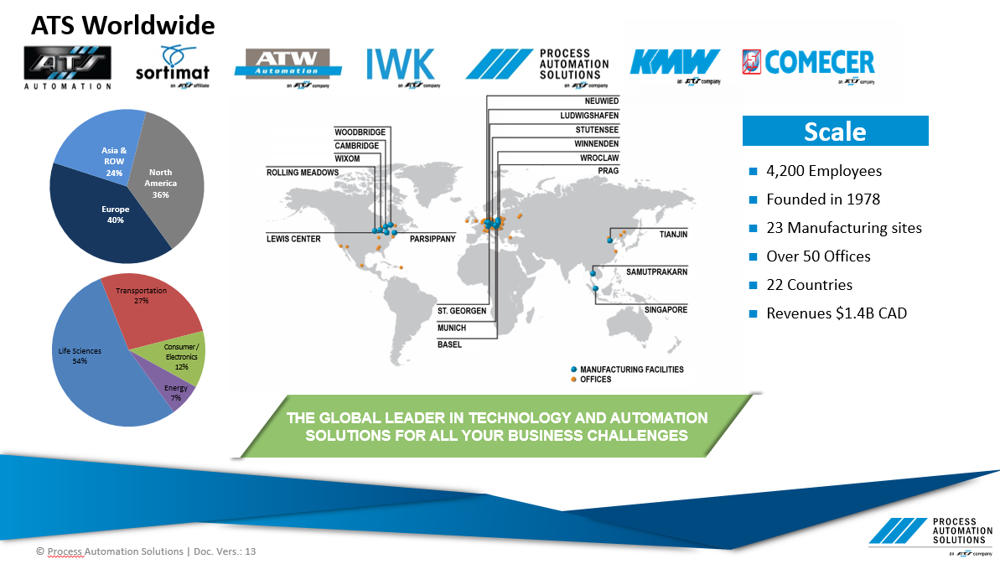 ATS Worldwide
ATS
AUTOMATION
sortimat
an ATS affiliate
ATW
Automation
an ATS company
IWK
an ATS company
PROCESS
AUTOMATION
SOLUTIONS
an ATS company
KMW
an ATS company
COMECER
an ATS company
Asia &
ROW
24%
North
America
36%
Europe
40%
Transportation
27%
Life Sciences
54%
Consumer /
Electronics
12%
Energy
7%
WOODBRIDGE
CAMBRIDGE
WIXOM
ROLLING MEADOWS
LEWIS CENTER
PARSIPPANY
NEUWIED
LUDWIGSHAFEN
STUTENSEE
WINNENDEN
WROCLAW
PRAG
TIANJIN
SAMUTPRAKARN
SINGAPORE
ST. GEORGEN
MUNICH
BASEL
MANUFACTURING FACILITIES
OFFICES
Scale
4,200 Employees
Founded in 1978
23 Manufacturing sites
Over 50 Offices
22 Countries
Revenues $1.4B CAD
THE GLOBAL LEADER IN TECHNOLOGY AND AUTOMATION
SOLUTIONS FOR ALL YOUR BUSINESS CHALLENGES
© Process Automation Solutions | Doc. Vers.: 13
PROCESS
AUTOMATION
SOLUTIONS
an ATS company